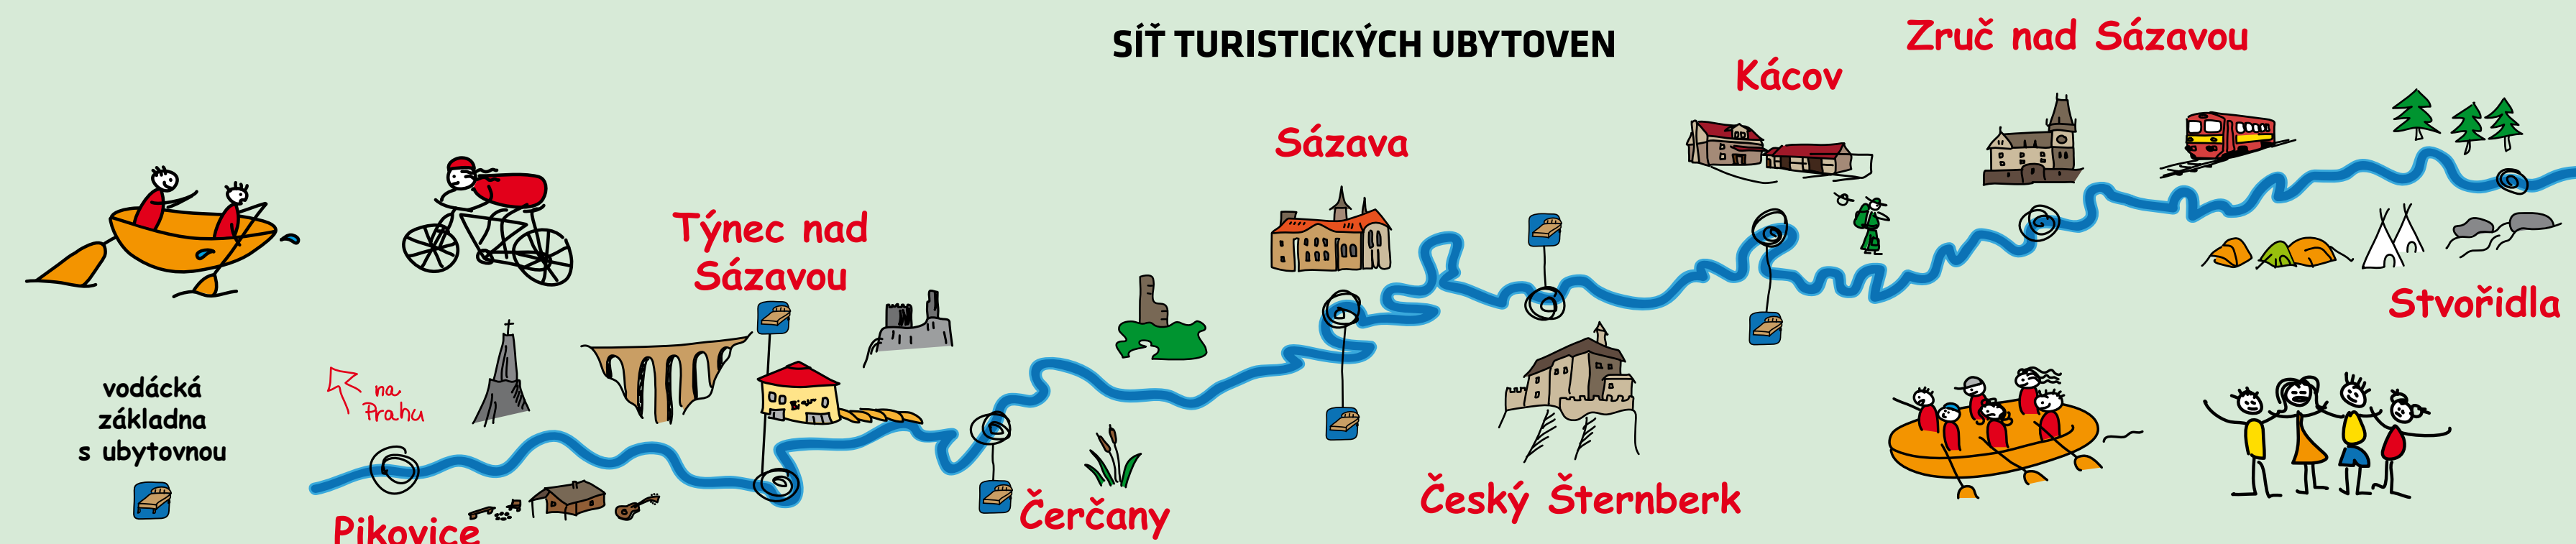 SÍŤ TURISTICKÝCH UBYTOVEN
Zruč nad Sázavou
Kácov
Sázava
Týnec nad
Sázavou
Stvořidla
vodácká
základna
s ubytovnou
na
Prahu
Český Šternberk
Čerčany
Pikovice